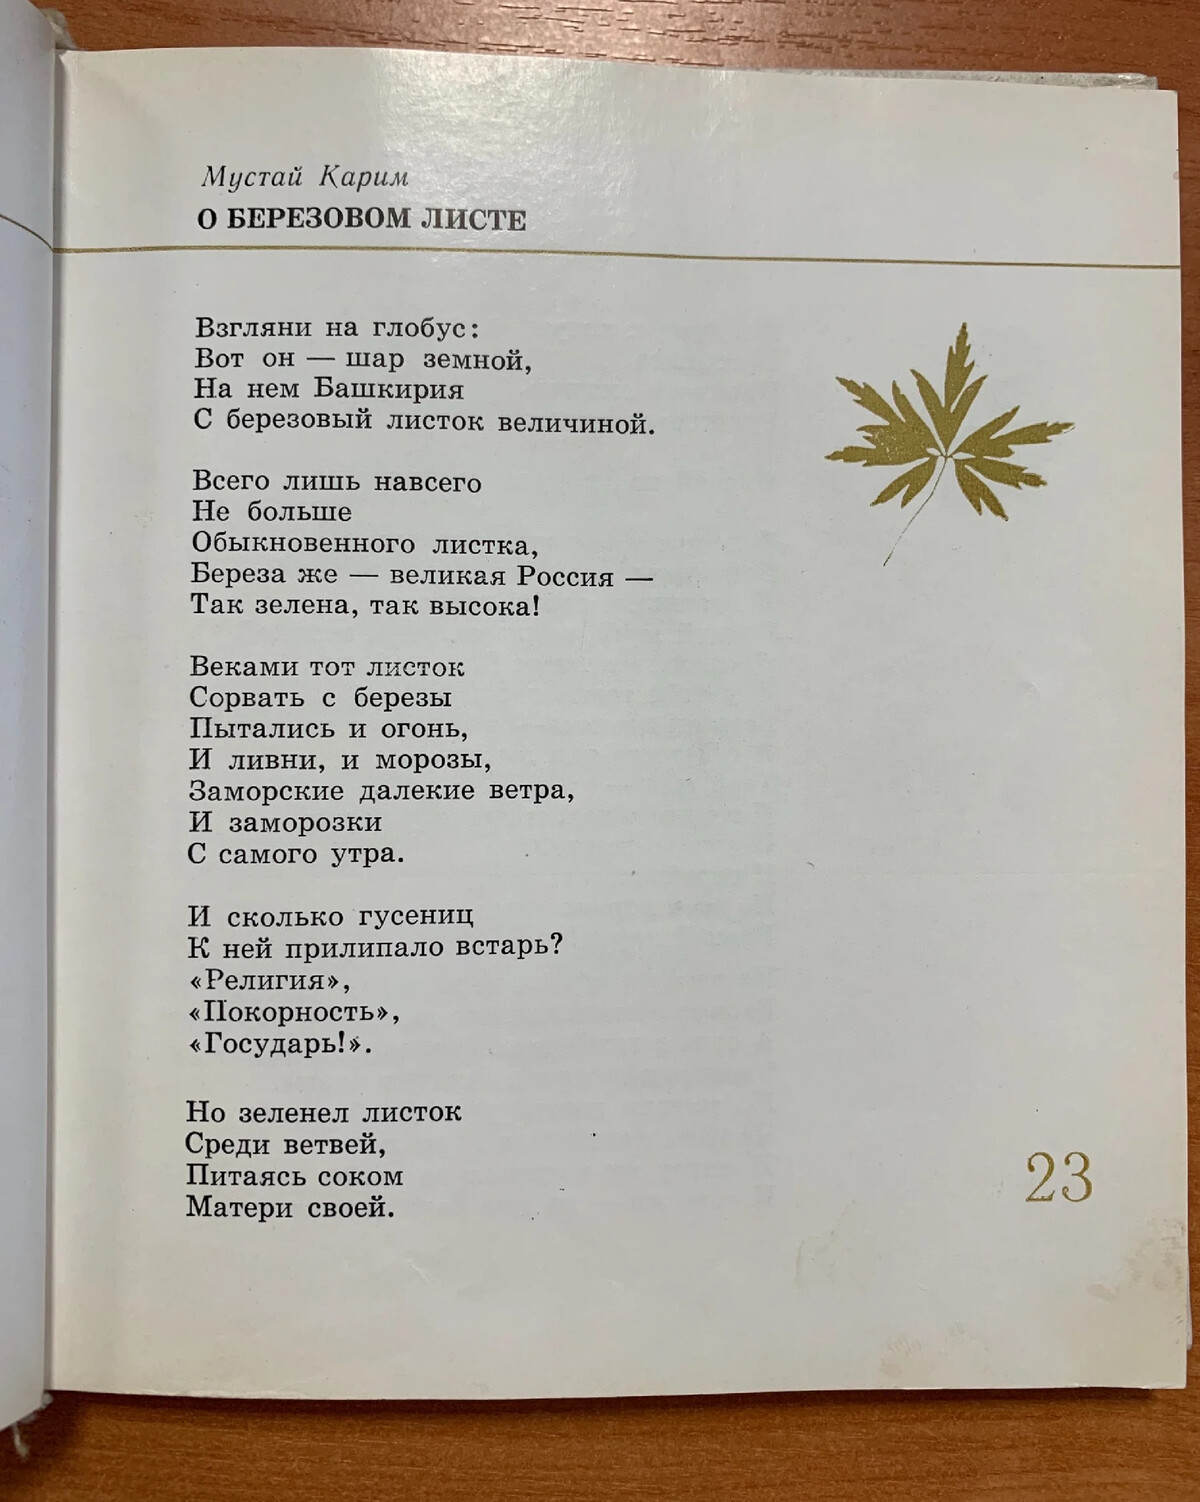 Мустай Карим
О БЕРЕЗОВОМ ЛИСТЕ
Взгляни на глобус:
Вот он — шар земной,
На нем Башкирия
С березовый листок величиной.
Всего лишь навсего
Не больше
Обыкновенного листка,
Береза же — великая Россия —
Так зелена, так высока!
Веками тот листок
Сорвать с березы
Пытались и огонь,
И ливни, и морозы,
Заморские далекие ветра,
И заморозки
С самого утра.
И сколько гусениц
К ней прилипало встарь?
«Религия»,
«Покорность»,
«Государь!».
Но зеленел листок
Среди ветвей,
Питаясь соком
Матери своей.
23